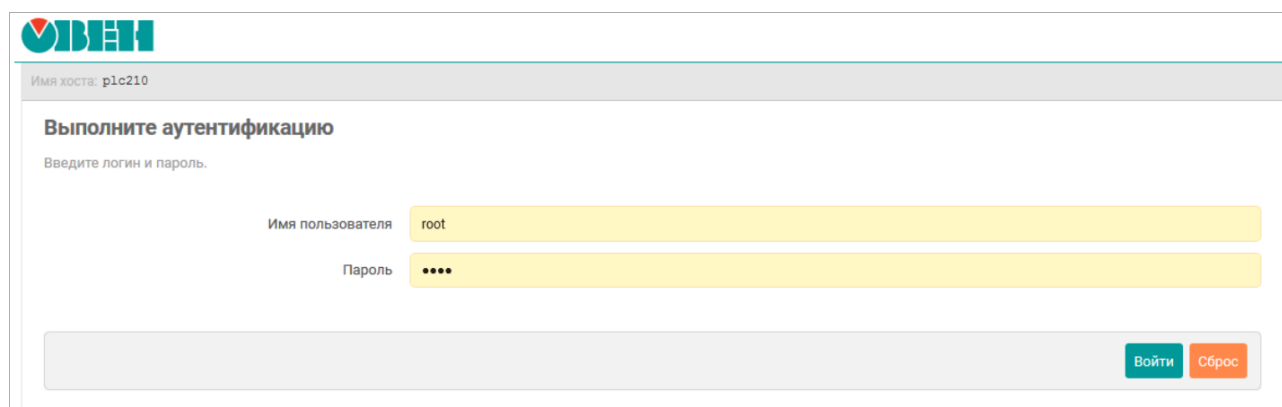 ОВЕН
Имя хоста: plc210
Выполните аутентификацию
Введите логин и пароль.
Имя пользователя root
Пароль ••••
Войти Сброс